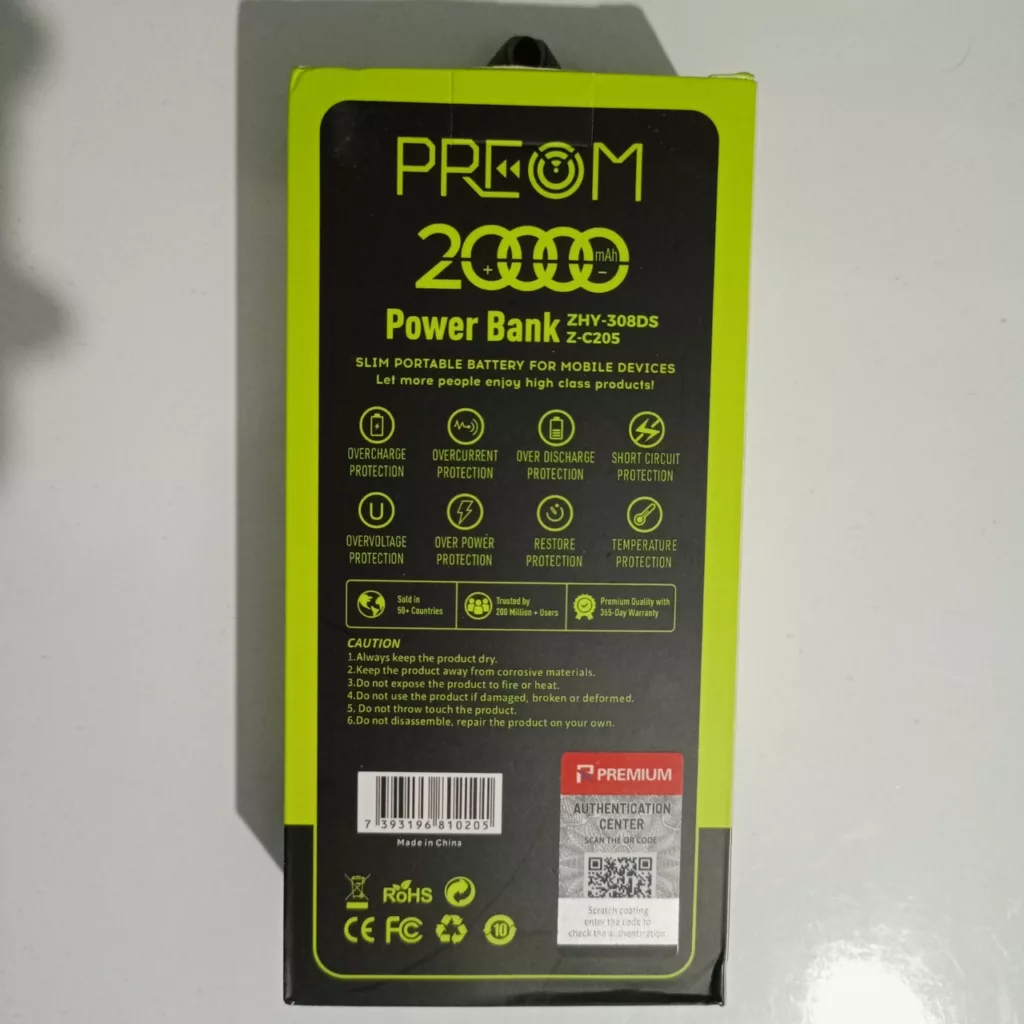 PREOM
20000 mAh
+ -
Power Bank ZHY-308DS
Z-C205
SLIM PORTABLE BATTERY FOR MOBILE DEVICES
Let more people enjoy high class products!
OVERCHARGE PROTECTION
OVERCURRENT PROTECTION
OVER DISCHARGE PROTECTION
SHORT CIRCUIT PROTECTION
U
OVERVOLTAGE PROTECTION
OVER POWER PROTECTION
RESTORE PROTECTION
TEMPERATURE PROTECTION
Sold in
50+ Countries
Trusted by
200 Million + Users
Premium Quality with
365-Day Warranty
CAUTION
1.Always keep the product dry.
2.Keep the product away from corrosive materials.
3.Do not expose the product to fire or heat.
4.Do not use the product if damaged, broken or deformed.
5. Do not throw touch the product.
6.Do not disassemble, repair the product on your own.
7 393196 810205
Made in China
RoHS
CE FC 10
PREMIUM
AUTHENTICATION
CENTER
SCAN THE QR CODE
Scratch coating
enter the code to
check the authentication